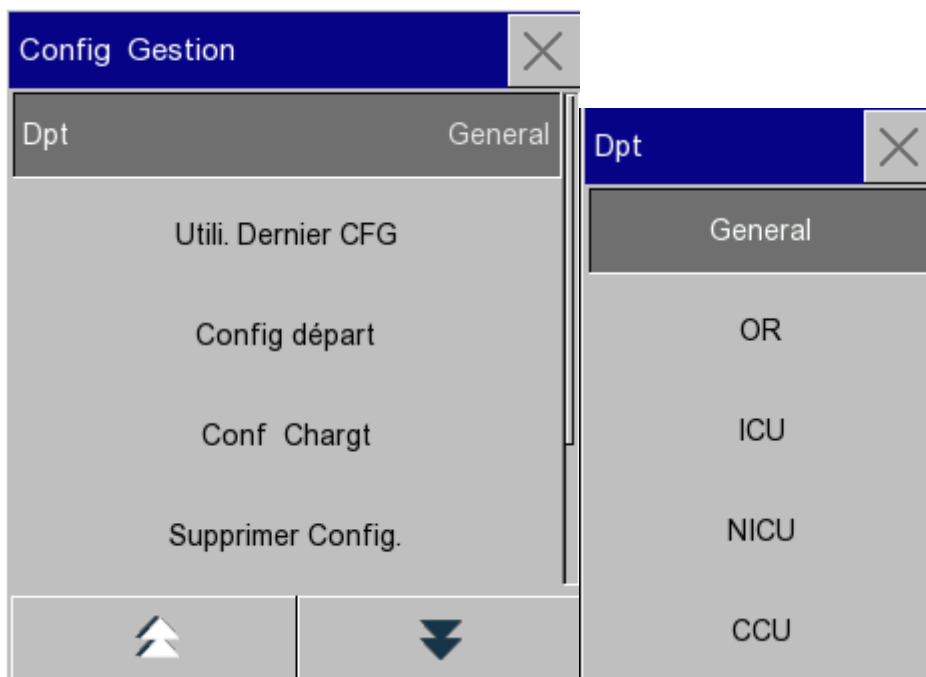 Config  Gestion
Dpt General
Utili. Dernier CFG
Config départ
Conf  Chargt
Supprimer Config.
Dpt
General
OR
ICU
NICU
CCU